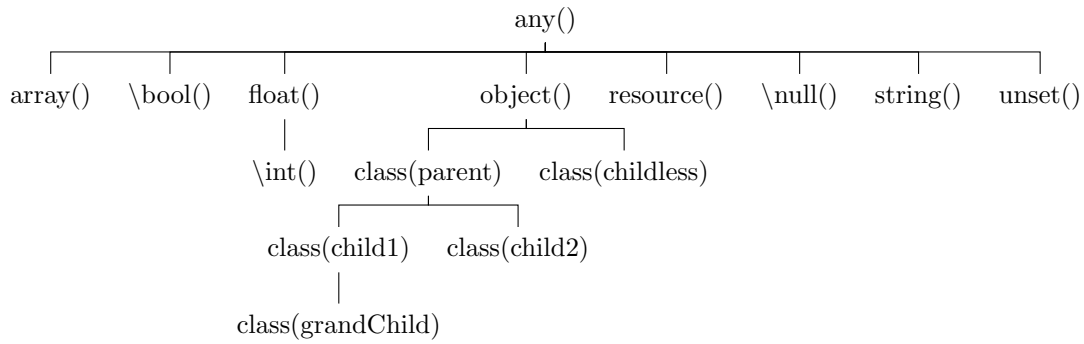 any()
array() \bool() float() object() resource() \null() string() unset()
\int() class(parent) class(childless)
class(child1) class(child2)
class(grandChild)